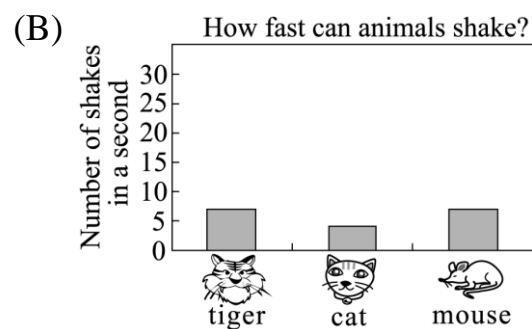 (B)
How fast can animals shake?
Number of shakes
in a second
30
25
20
15
10
5
0
tiger
cat
mouse